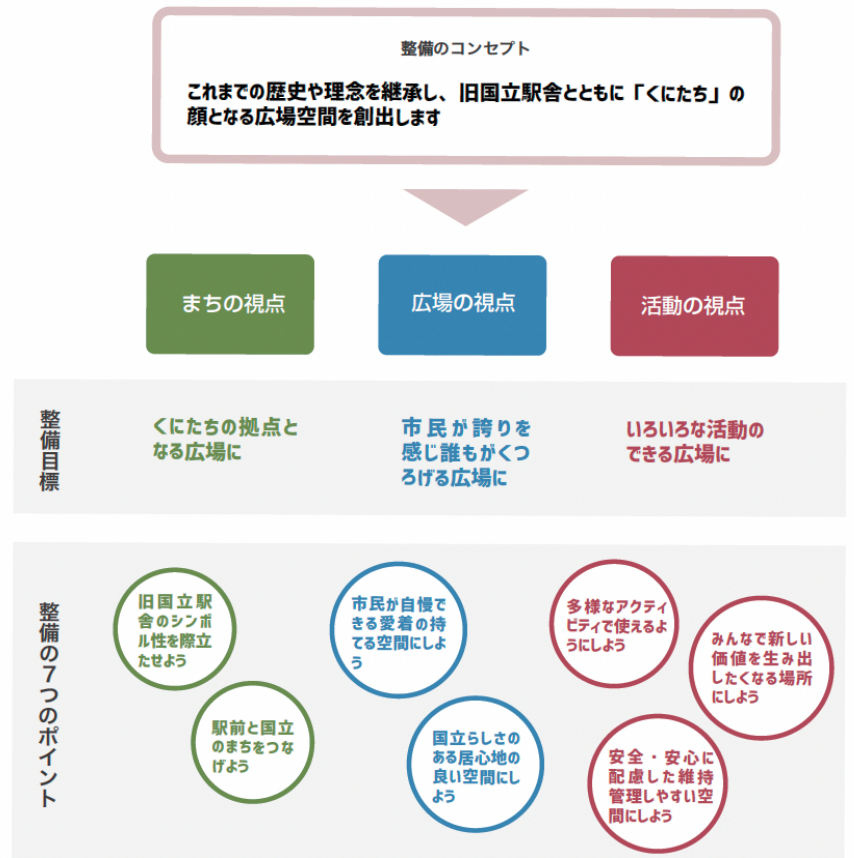 整備のコンセプト
これまでの歴史や理念を継承し、旧国立駅舎とともに「くにたち」の
顔となる広場空間を創出します
まちの視点
広場の視点
活動の視点
整備目標
くにたちの拠点と
なる広場に
市民が誇りを
感じ誰もがくつ
ろげる広場に
いろいろな活動の
できる広場に
整備の7つのポイント
旧国立駅
舎のシンボ
ル性を際立
たせよう
駅前と国立
のまちをつな
げよう
市民が自慢で
きる愛着の持
てる空間にしよ
う
国立らしさの
ある居心地の
良い空間にし
よう
多様なアクティ
ビティで使えるよ
うにしよう
みんなで新しい
価値を生み出
したくなる場所
にしよう
安全・安心に
配慮した維持
管理しやすい空
間にしよう